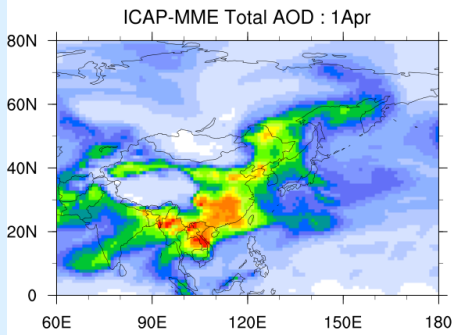 ICAP-MME Total AOD : 1Apr
80N
60N
40N
20N
0
60E 90E 120E 150E 180